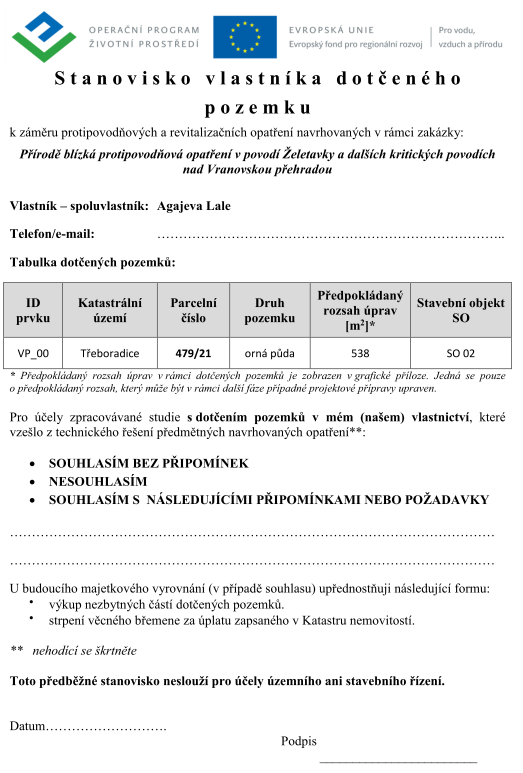 OPERAČNÍ PROGRAM
ŽIVOTNÍ PROSTŘEDÍ
EVROPSKÁ UNIE
Evropský fond pro regionální rozvoj
Pro vodu,
vzduch a přírodu
Stanovisko vlastníka dotčeného
pozemku
k záměru protipovodňových a revitalizačních opatření navrhovaných v rámci zakázky:
Přírodě blízká protipovodňová opatření v povodí Želetavky a dalších kritických povodích
nad Vranovskou přehradou
Vlastník – spoluvlastník: Agajeva Lale
Telefon/e-mail: ……………………………………………………………………..
Tabulka dotčených pozemků:
ID prvku | Katastrální území | Parcelní číslo | Druh pozemku | Předpokládaný rozsah úprav [m²]* | Stavební objekt SO
VP_00 | Třeboradice | 479/21 | orná půda | 538 | SO 02
* Předpokládaný rozsah úprav v rámci dotčených pozemků je zobrazen v grafické příloze. Jedná se pouze
o předpokládaný rozsah, který může být v rámci další fáze případné projektové přípravy upraven.
Pro účely zpracovávané studie s dotčením pozemků v mém (našem) vlastnictví, které
vzešlo z technického řešení předmětných navrhovaných opatření**:
• SOUHLASÍM BEZ PŘIPOMÍNEK
• NESOUHLASÍM
• SOUHLASÍM S NÁSLEDUJÍCÍMI PŘIPOMÍNKAMI NEBO POŽADAVKY
…………………………………………………………………………………………………
…………………………………………………………………………………………………
U budoucího majetkového vyrovnání (v případě souhlasu) upřednostňuji následující formu:
• výkup nezbytných částí dotčených pozemků.
• strpení věcného břemene za úplatu zapsaného v Katastru nemovitostí.
** nehodící se škrtněte
Toto předběžné stanovisko neslouží pro účely územního ani stavebního řízení.
Datum……………………….
Podpis
_________________________